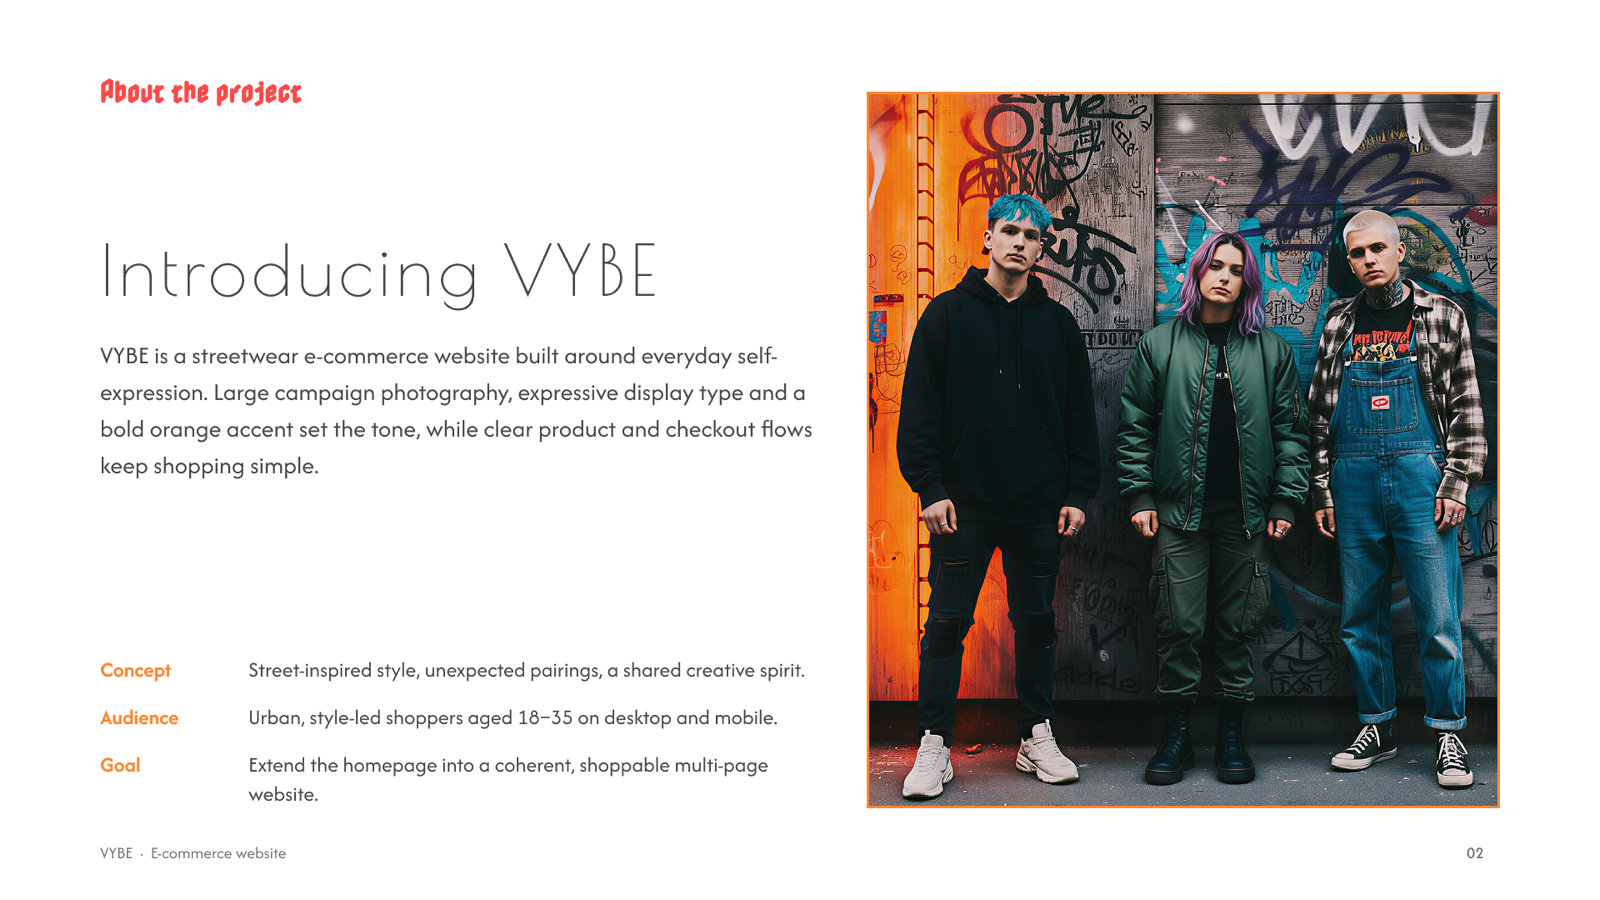 About the project
Introducing VYBE
VYBE is a streetwear e-commerce website built around everyday self-
expression. Large campaign photography, expressive display type and a
bold orange accent set the tone, while clear product and checkout flows
keep shopping simple.
Concept Street-inspired style, unexpected pairings, a shared creative spirit.
Audience Urban, style-led shoppers aged 18–35 on desktop and mobile.
Goal Extend the homepage into a coherent, shoppable multi-page
website.
VYBE · E-commerce website
02